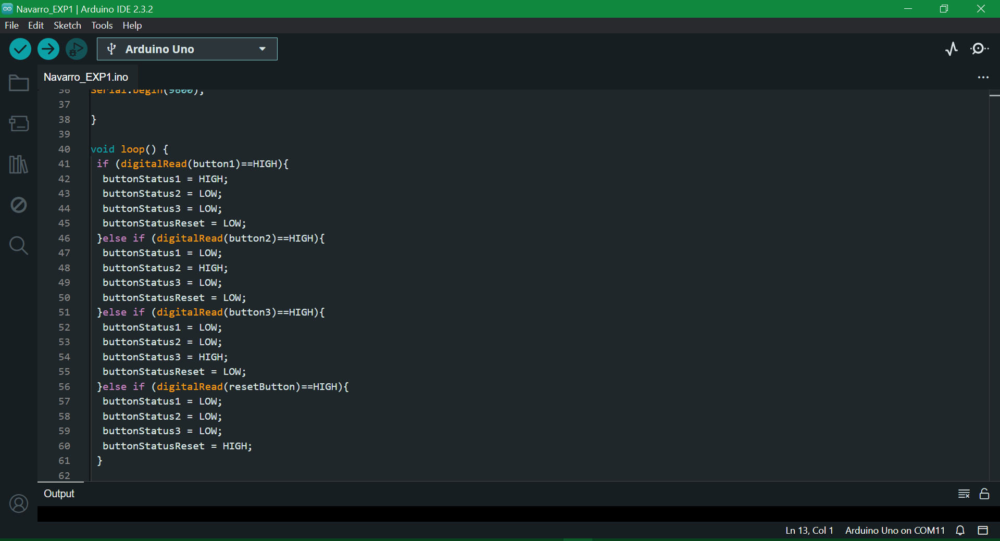 Navarro_EXP1 | Arduino IDE 2.3.2
File Edit Sketch Tools Help
Arduino Uno
Navarro_EXP1.ino
36 Serial.begin(9600);
37
38 }
39
40 void loop() {
41 if (digitalRead(button1)==HIGH){
42 buttonStatus1 = HIGH;
43 buttonStatus2 = LOW;
44 buttonStatus3 = LOW;
45 buttonStatusReset = LOW;
46 }else if (digitalRead(button2)==HIGH){
47 buttonStatus1 = LOW;
48 buttonStatus2 = HIGH;
49 buttonStatus3 = LOW;
50 buttonStatusReset = LOW;
51 }else if (digitalRead(button3)==HIGH){
52 buttonStatus1 = LOW;
53 buttonStatus2 = LOW;
54 buttonStatus3 = HIGH;
55 buttonStatusReset = LOW;
56 }else if (digitalRead(resetButton)==HIGH){
57 buttonStatus1 = LOW;
58 buttonStatus2 = LOW;
59 buttonStatus3 = LOW;
60 buttonStatusReset = HIGH;
61 }
62
Output
Ln 13, Col 1 Arduino Uno on COM11